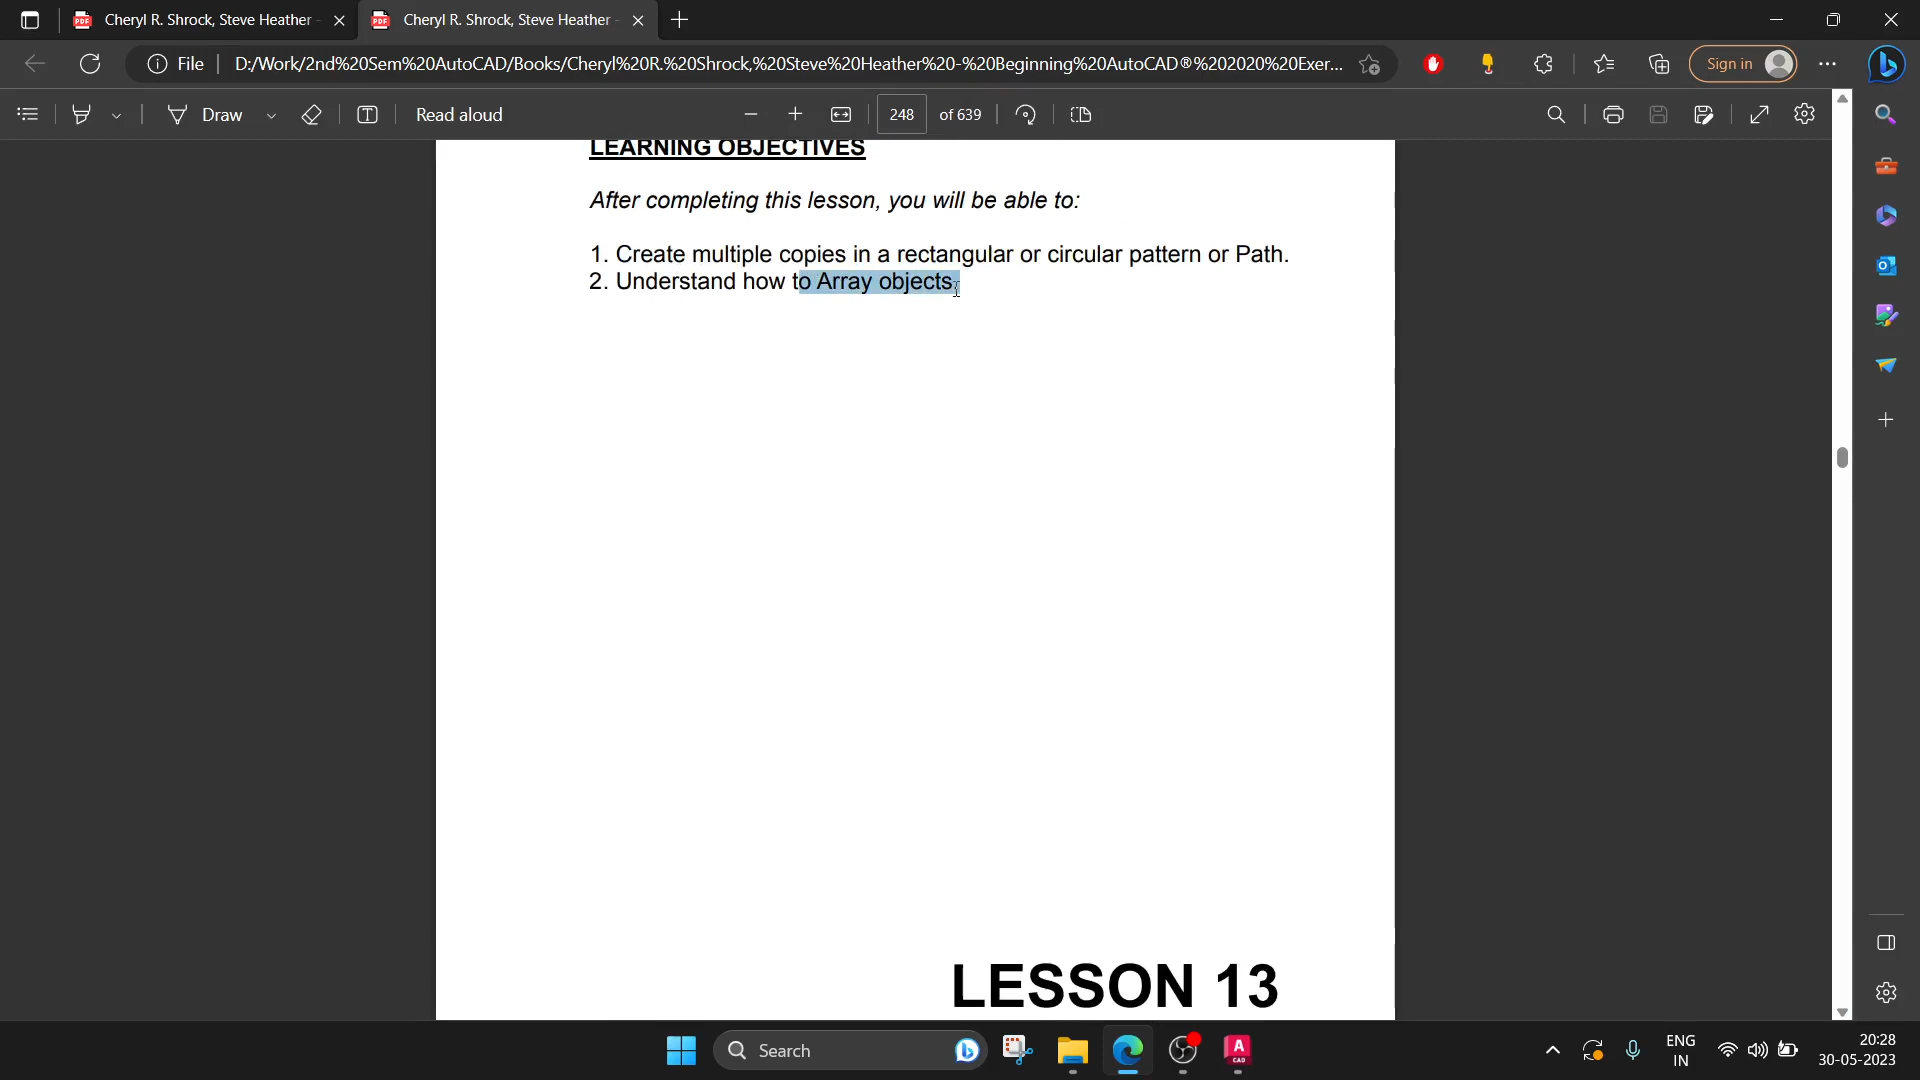 Cheryl R. Shrock, Steve Heather -
Cheryl R. Shrock, Steve Heather -
File
D:/Work/2nd%20Sem%20AutoCAD/Books/Cheryl%20R.%20Shrock,%20Steve%20Heather%20-%20Beginning%20AutoCAD®%202020%20Exer...
Sign in
Draw
Read aloud
248
of 639
LEARNING OBJECTIVES
After completing this lesson, you will be able to:
1. Create multiple copies in a rectangular or circular pattern or Path.
2. Understand how to Array objects.
LESSON 13
Search
ENG
IN
20:28
30-05-2023